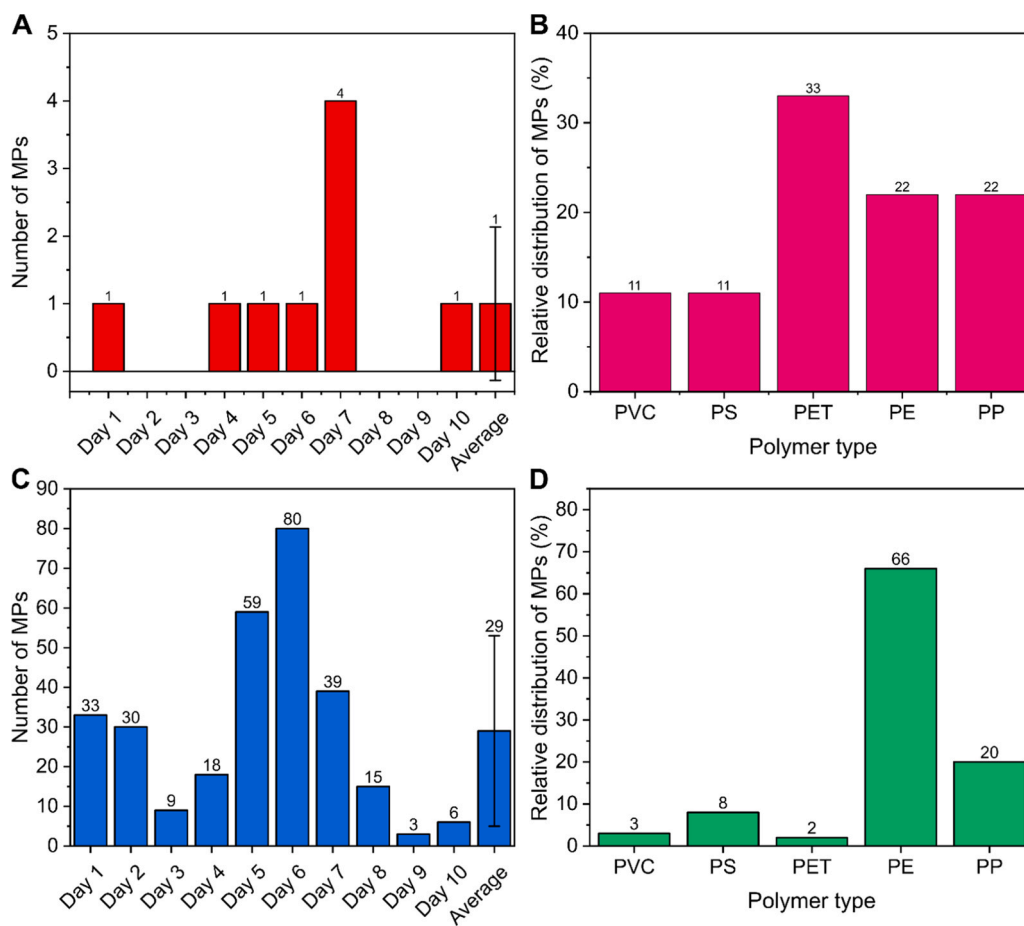 A
Number of MPs
5
4
3
2
1
0
1
1
1
1
4
1
1
Day 1
Day 2
Day 3
Day 4
Day 5
Day 6
Day 7
Day 8
Day 9
Day 10
Average
B
Relative distribution of MPs (%)
40
30
20
10
0
11
11
33
22
22
PVC
PS
PET
PE
PP
Polymer type
C
Number of MPs
90
80
70
60
50
40
30
20
10
0
33
30
9
18
59
80
39
15
3
6
29
Day 1
Day 2
Day 3
Day 4
Day 5
Day 6
Day 7
Day 8
Day 9
Day 10
Average
D
Relative distribution of MPs (%)
80
70
60
50
40
30
20
10
0
3
8
2
66
20
PVC
PS
PET
PE
PP
Polymer type